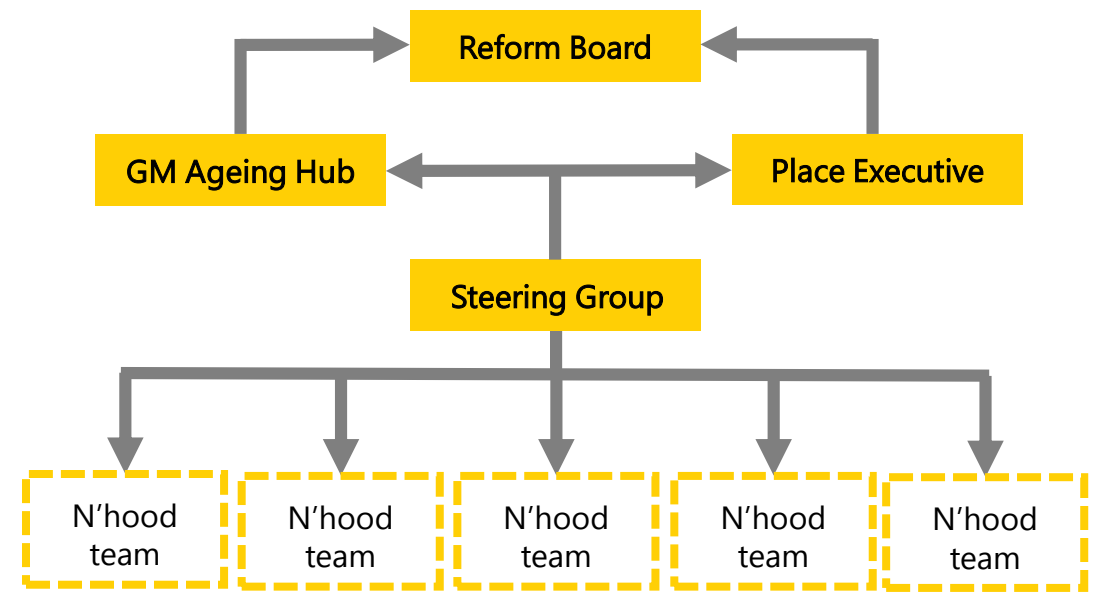 Reform Board
GM Ageing Hub
Place Executive
Steering Group
N’hood
team
N’hood
team
N’hood
team
N’hood
team
N’hood
team